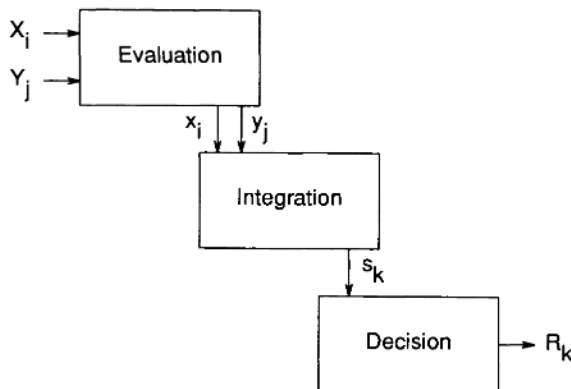 X_i
Evaluation
Y_j
x_i
y_j
Integration
s_k
Decision
R_k